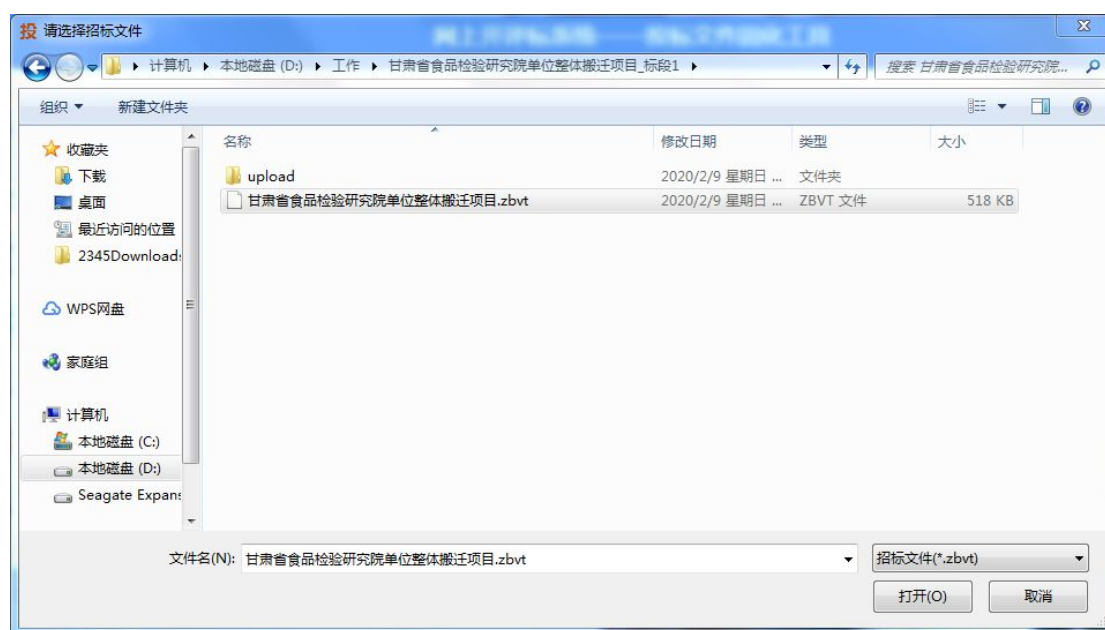 投 请选择招标文件
计算机 本地磁盘 (D:) 工作 甘肃省食品检验研究院单位整体搬迁项目_标段1
搜索 甘肃省食品检验研究院...
组织 新建文件夹
名称 修改日期 类型 大小
收藏夹
下载
桌面
最近访问的位置
2345Downloads
WPS网盘
家庭组
计算机
本地磁盘 (C:)
本地磁盘 (D:)
Seagate Expans
upload 2020/2/9 星期日 ... 文件夹
甘肃省食品检验研究院单位整体搬迁项目.zbvt 2020/2/9 星期日 ... ZBVT 文件 518 KB
文件名(N): 甘肃省食品检验研究院单位整体搬迁项目.zbvt
招标文件(*.zbvt)
打开(O) 取消